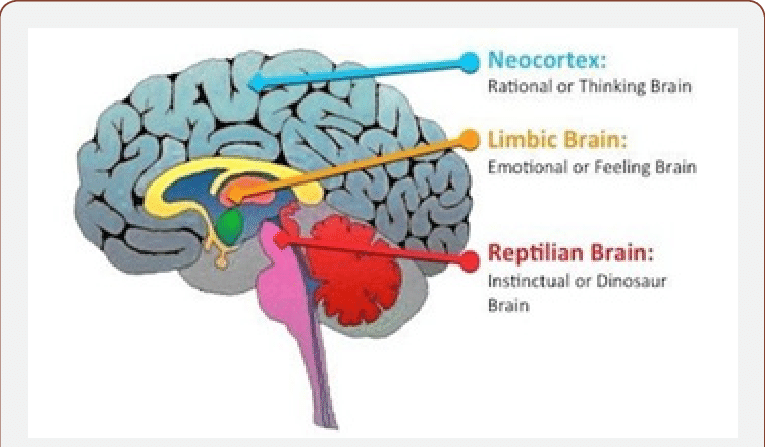 Neocortex:
Rational or Thinking Brain
Limbic Brain:
Emotional or Feeling Brain
Reptilian Brain:
Instinctual or Dinosaur
Brain